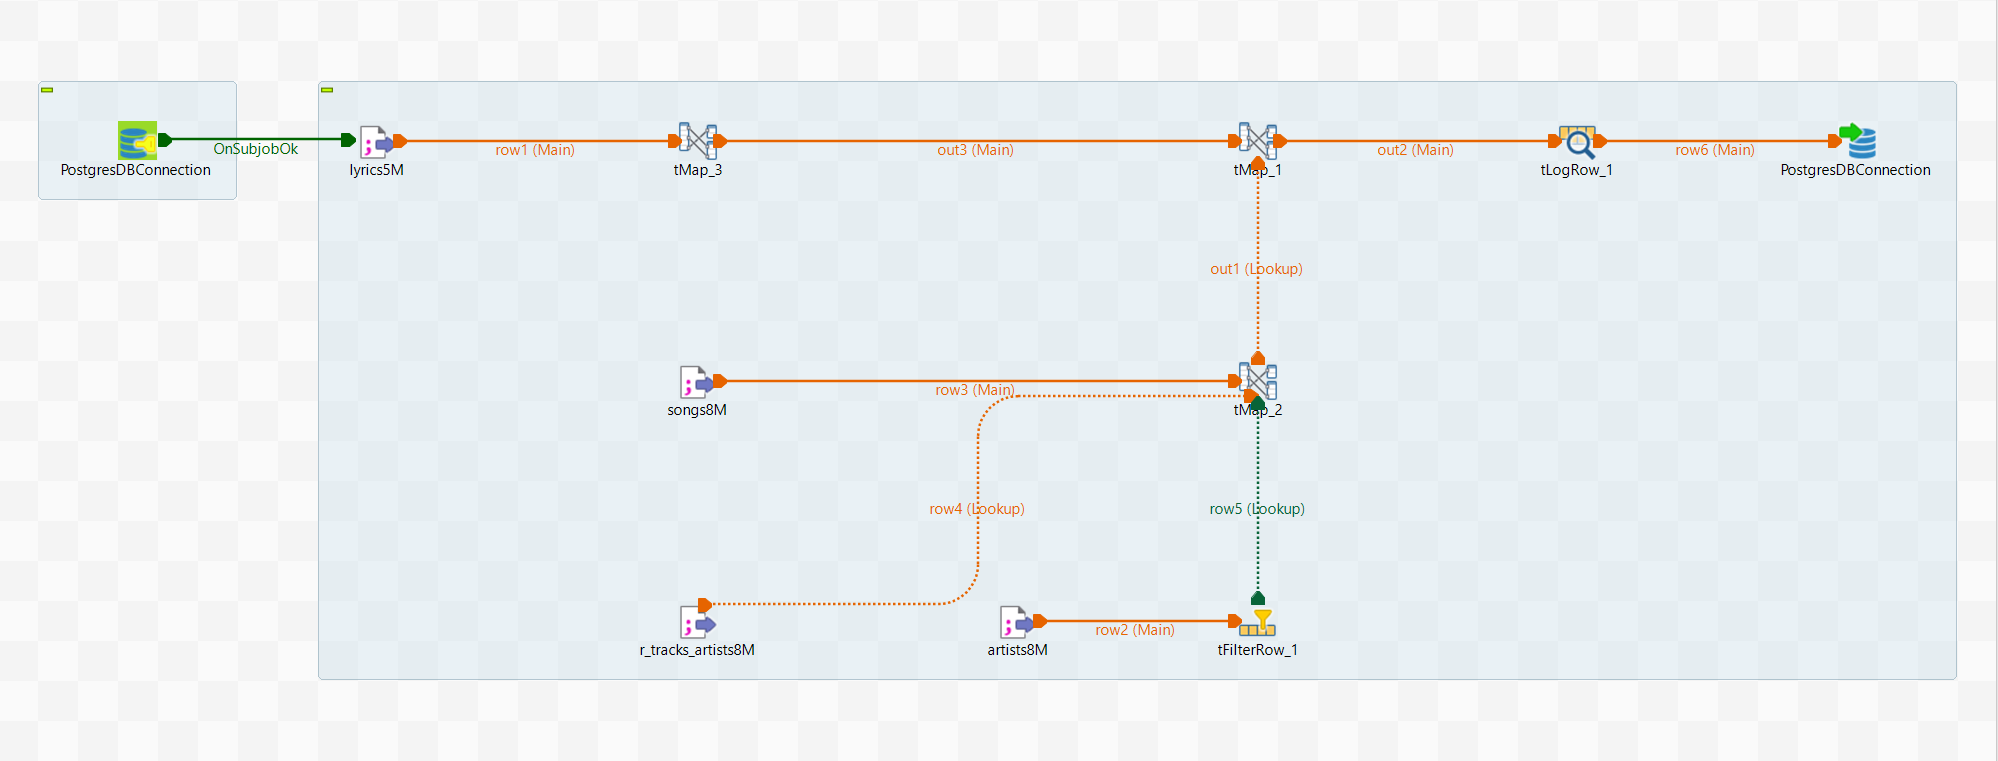 OnSubjobOk
row1 (Main)
out3 (Main)
out2 (Main)
row6 (Main)
PostgresDBConnection
lyrics5M
tMap_3
tMap_1
tLogRow_1
PostgresDBConnection
out1 (Lookup)
row3 (Main)
songs8M
tMap_2
row4 (Lookup)
row5 (Lookup)
row2 (Main)
r_tracks_artists8M
artists8M
tFilterRow_1